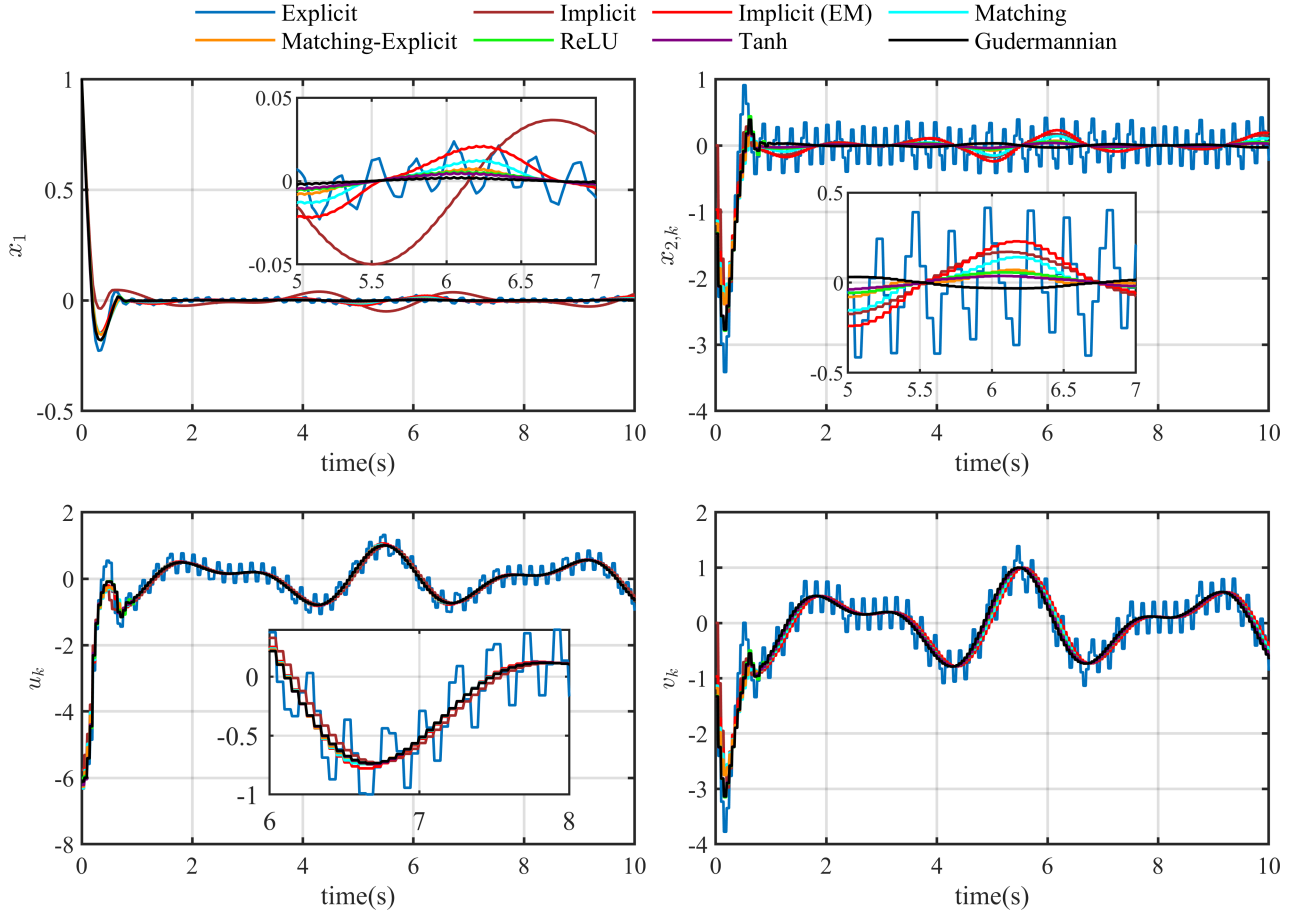 Explicit Implicit Implicit (EM) Matching
Matching-Explicit ReLU Tanh Gudermannian
1
0.5
0
-0.5
x1
0 2 4 6 8 10
time(s)
0.05
0
-0.05
5 5.5 6 6.5 7
1
0
-1
-2
-3
-4
x2,k
0 2 4 6 8 10
time(s)
0.5
0
-0.5
5 5.5 6 6.5 7
2
0
-2
-4
-6
-8
uk
0 2 4 6 8 10
time(s)
0
-0.5
-1
6 7 8
2
1
0
-1
-2
-3
-4
vk
0 2 4 6 8 10
time(s)